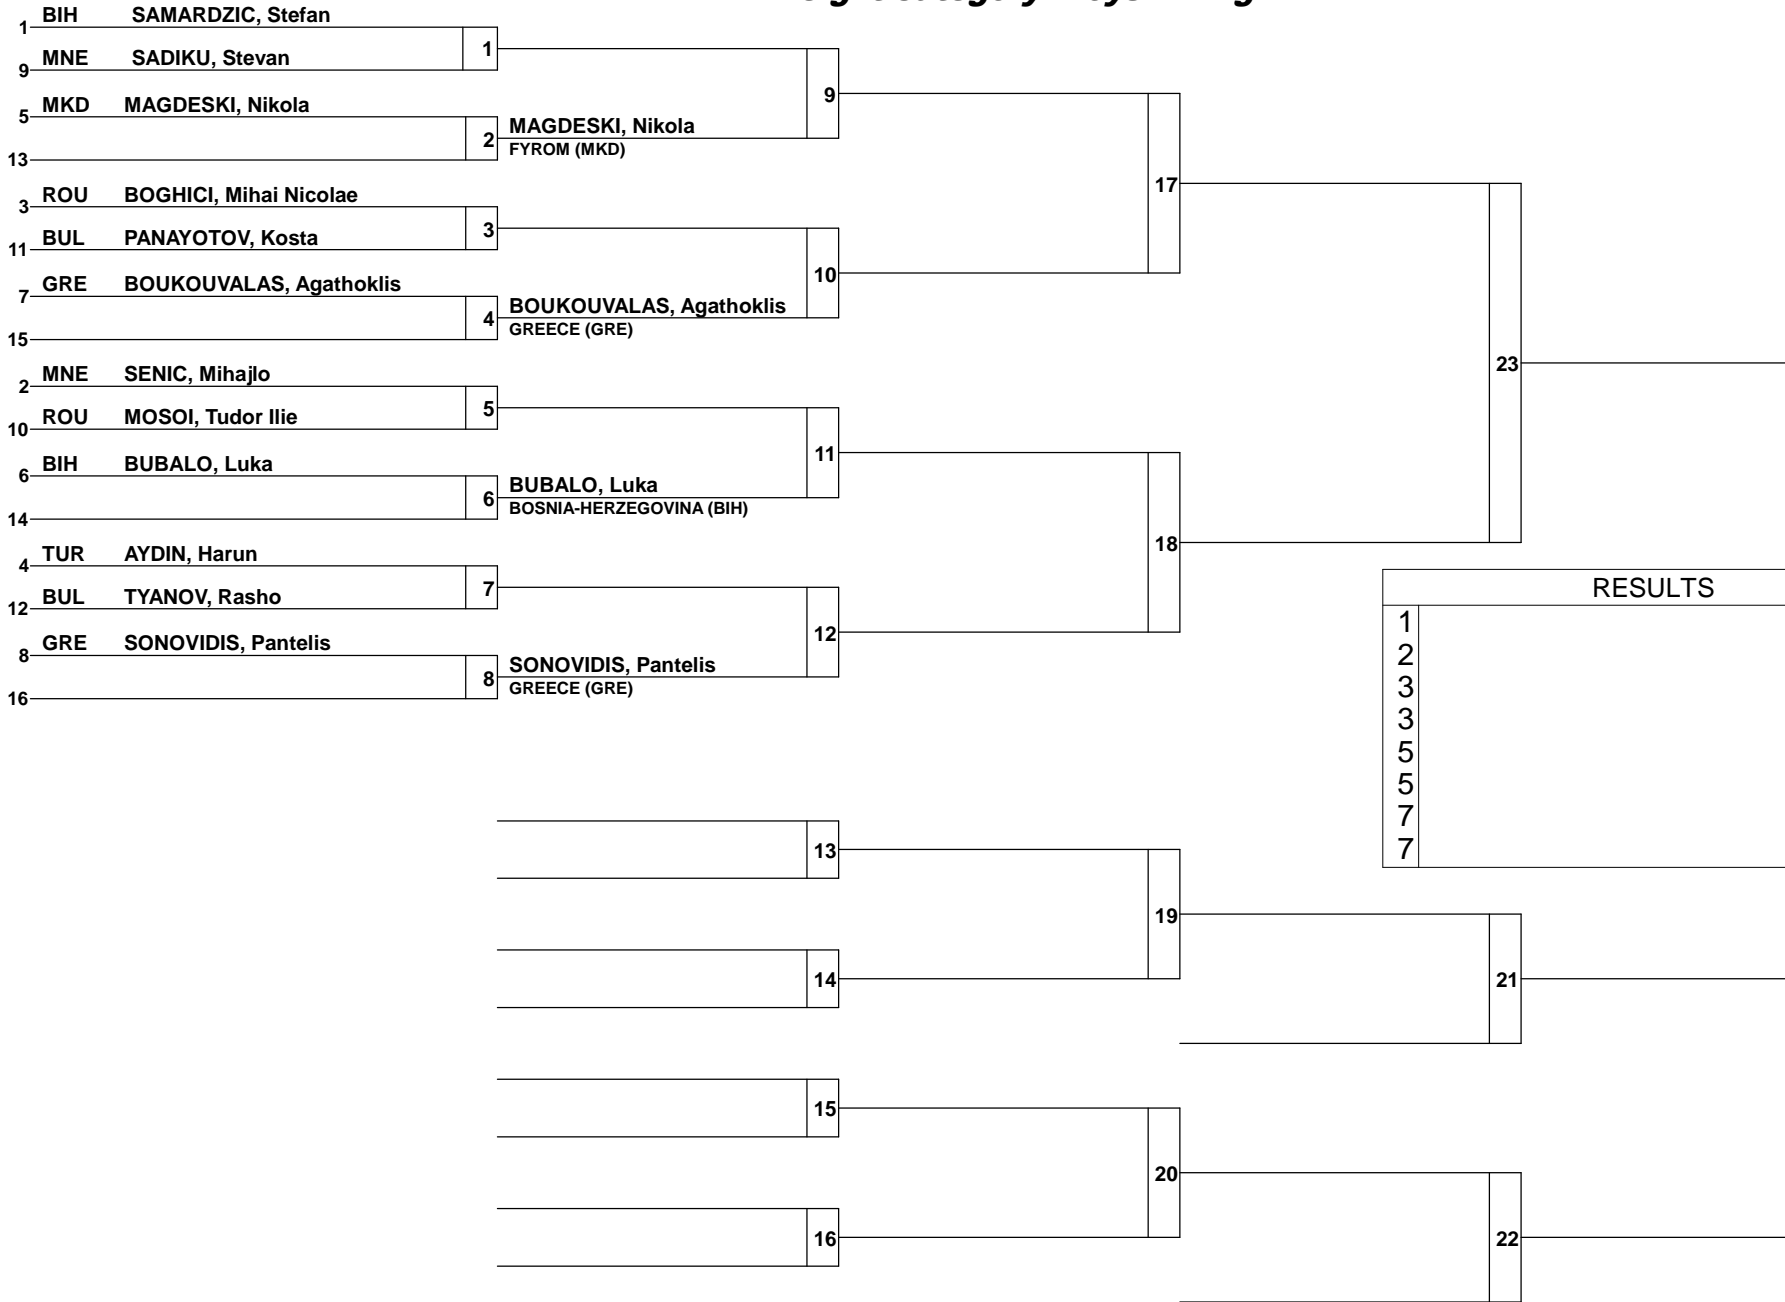 1 BIH SAMARDZIC, Stefan
9 MNE SADIKU, Stevan
1
5 MKD MAGDESKI, Nikola
13
2 MAGDESKI, Nikola
FYROM (MKD)
9
3 ROU BOGHICI, Mihai Nicolae
11 BUL PANAYOTOV, Kosta
3
7 GRE BOUKOUVALAS, Agathoklis
15
4 BOUKOUVALAS, Agathoklis
GREECE (GRE)
10
17
2 MNE SENIC, Mihajlo
10 ROU MOSOI, Tudor Ilie
5
6 BIH BUBALO, Luka
14
6 BUBALO, Luka
BOSNIA-HERZEGOVINA (BIH)
11
4 TUR AYDIN, Harun
12 BUL TYANOV, Rasho
7
8 GRE SONOVIDIS, Pantelis
16
8 SONOVIDIS, Pantelis
GREECE (GRE)
12
18
23
RESULTS
1
2
3
3
5
5
7
7
13
14
19
21
15
16
20
22